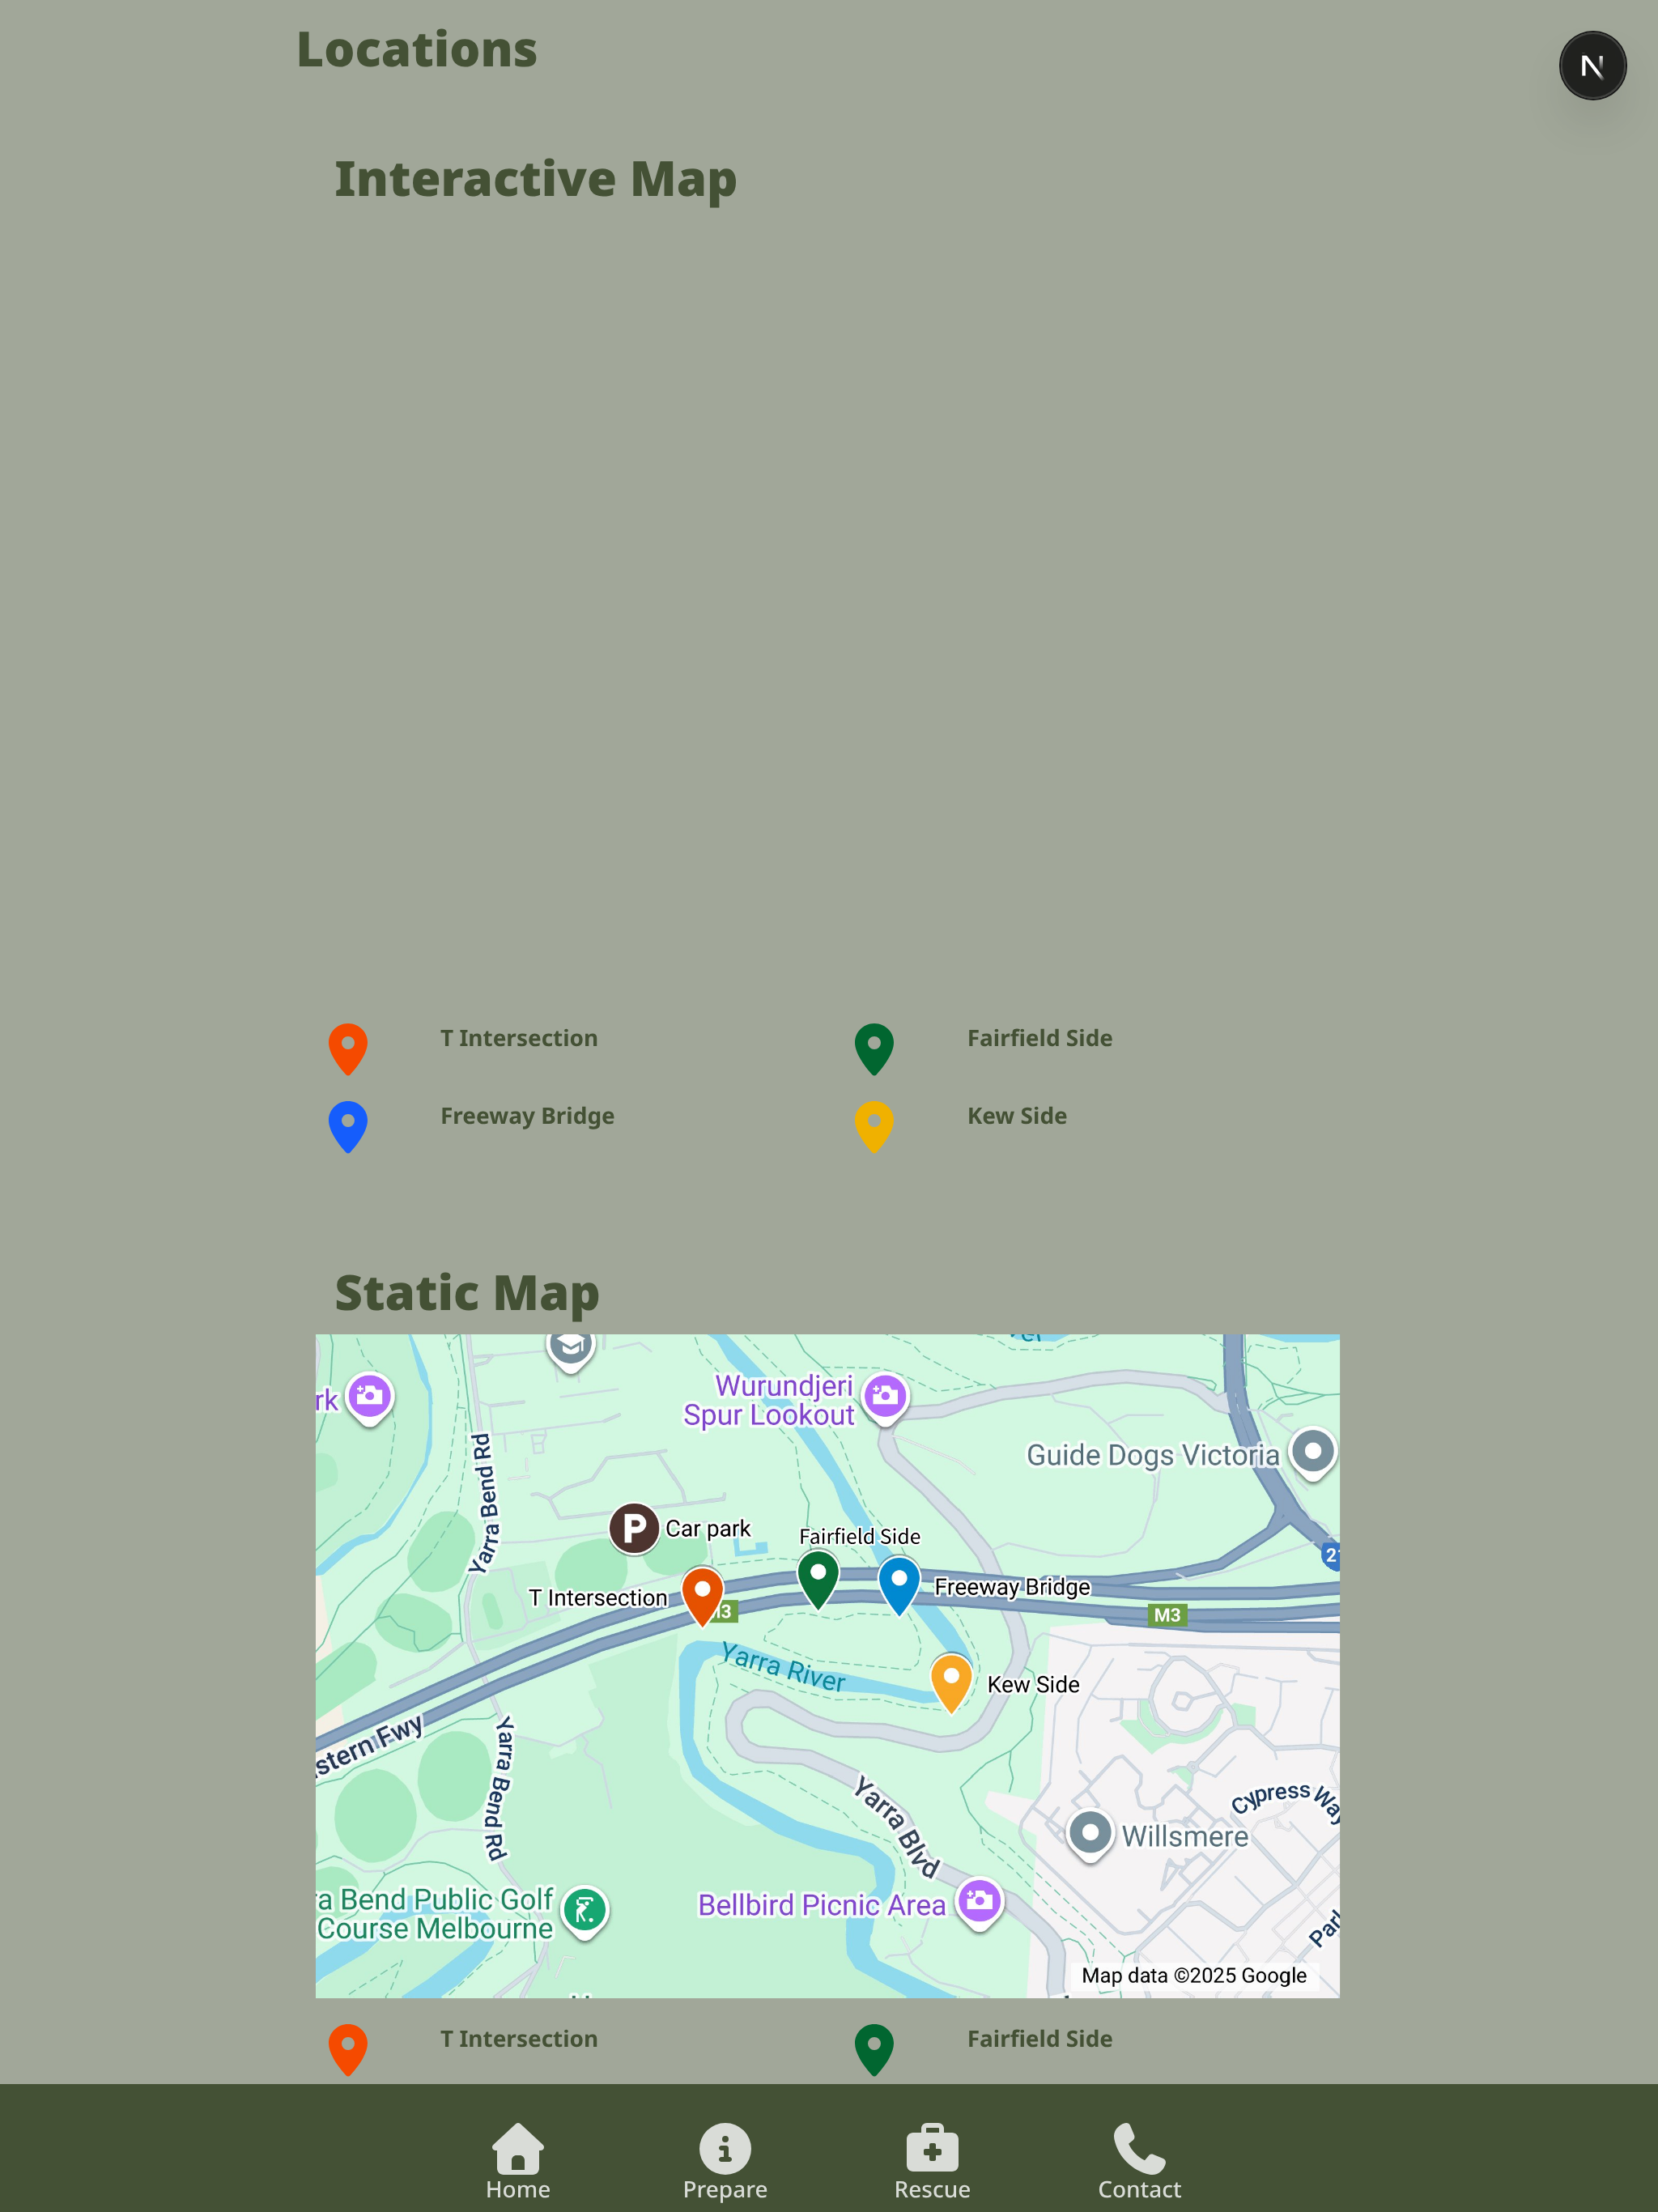 Locations
N
Interactive Map
T Intersection
Fairfield Side
Freeway Bridge
Kew Side
Static Map
rk
Wurundjeri
Spur Lookout
Guide Dogs Victoria
Yarra Bend Rd
P Car park
Fairfield Side
21
T Intersection
Freeway Bridge
M3
M3
Yarra River
Kew Side
stern Fwy
Yarra Bend Rd
Yarra Blvd
Cypress Way
Willsmere
a Bend Public Golf
Course Melbourne
Bellbird Picnic Area
Map data ©2025 Google
T Intersection
Fairfield Side
Home
Prepare
Rescue
Contact